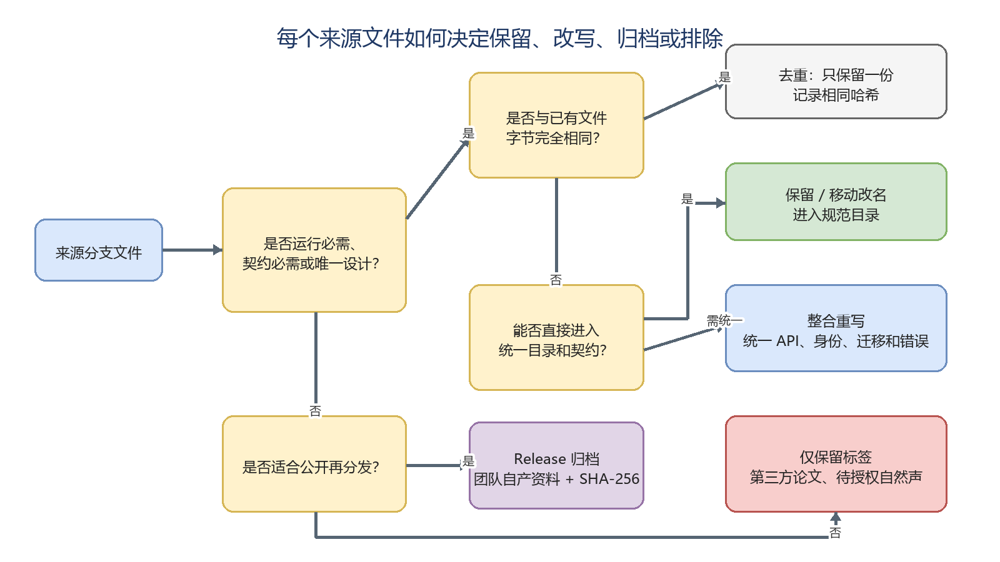 每个来源文件如何决定保留、改写、归档或排除
来源分支文件
是否运行必需、
契约必需或唯一设计？
是
是否与已有文件
字节完全相同？
是
去重：只保留一份
记录相同哈希
否
能否直接进入
统一目录和契约？
是
保留 / 移动改名
进入规范目录
需统一
整合重写
统一 API、身份、迁移和错误
否
是否适合公开再分发？
是
Release 归档
团队自产资料 + SHA-256
否
仅保留标签
第三方论文、待授权自然声